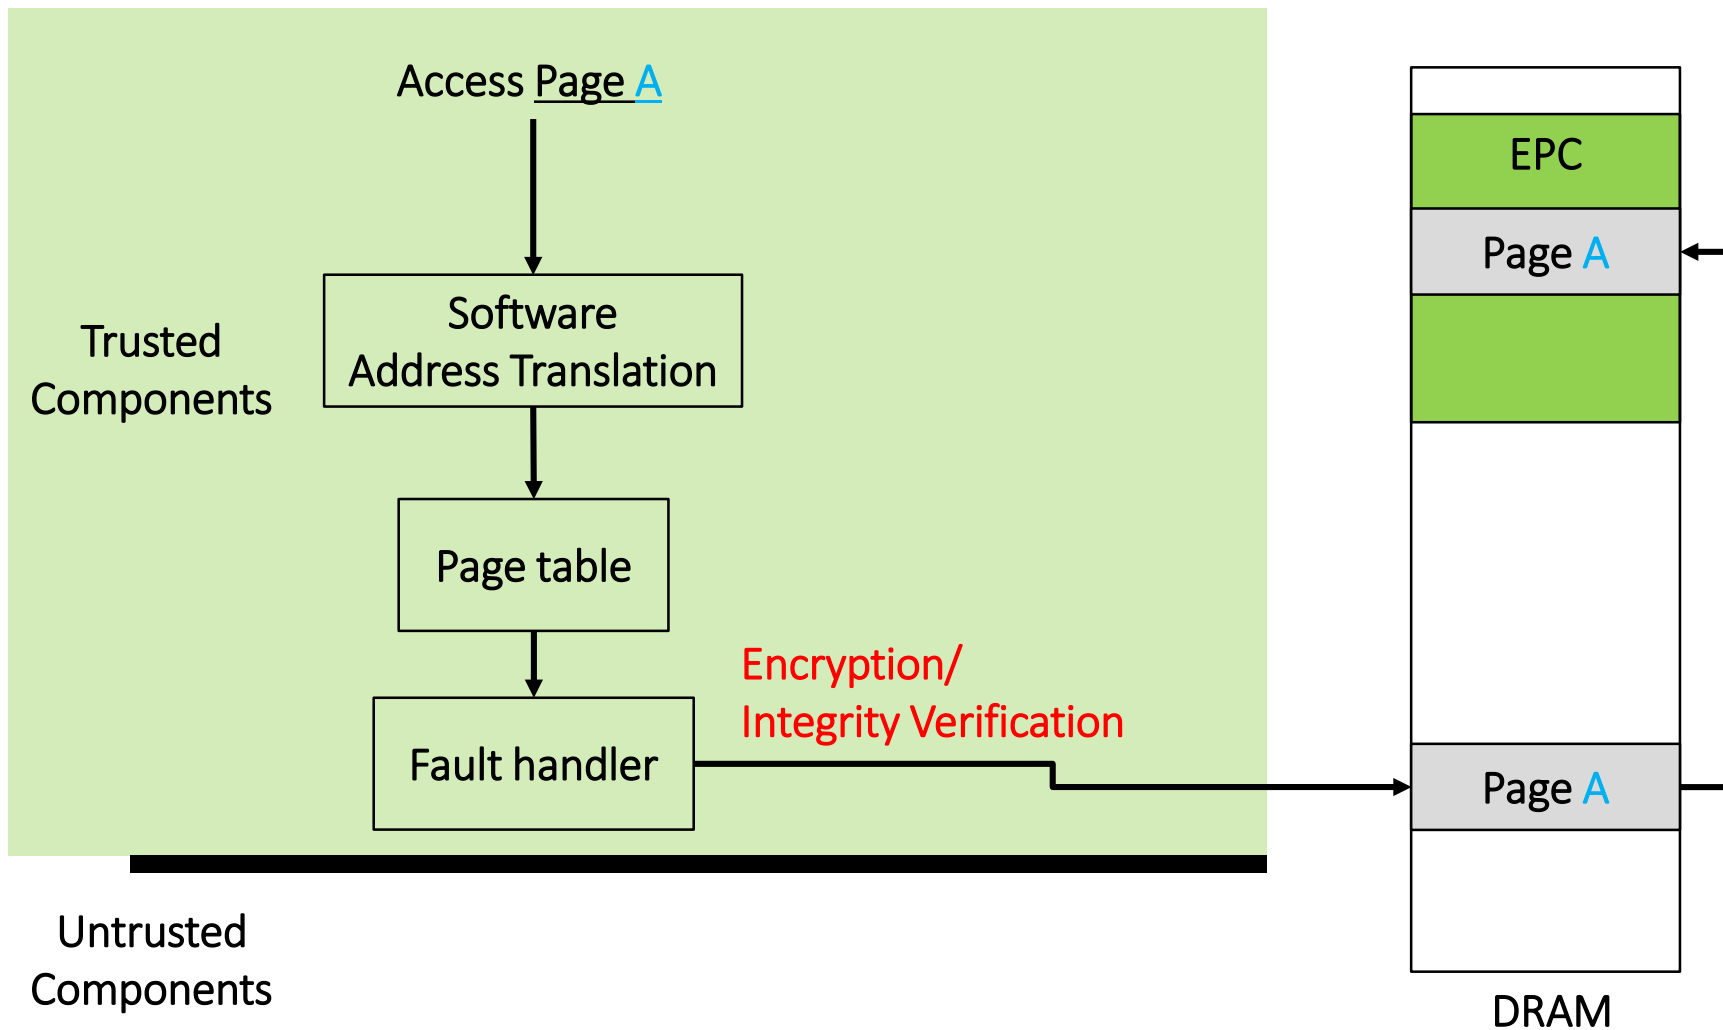 Access Page A
Software
Address Translation
Trusted
Components
Page table
Encryption/
Integrity Verification
Fault handler
Untrusted
Components
EPC
Page A
Page A
DRAM